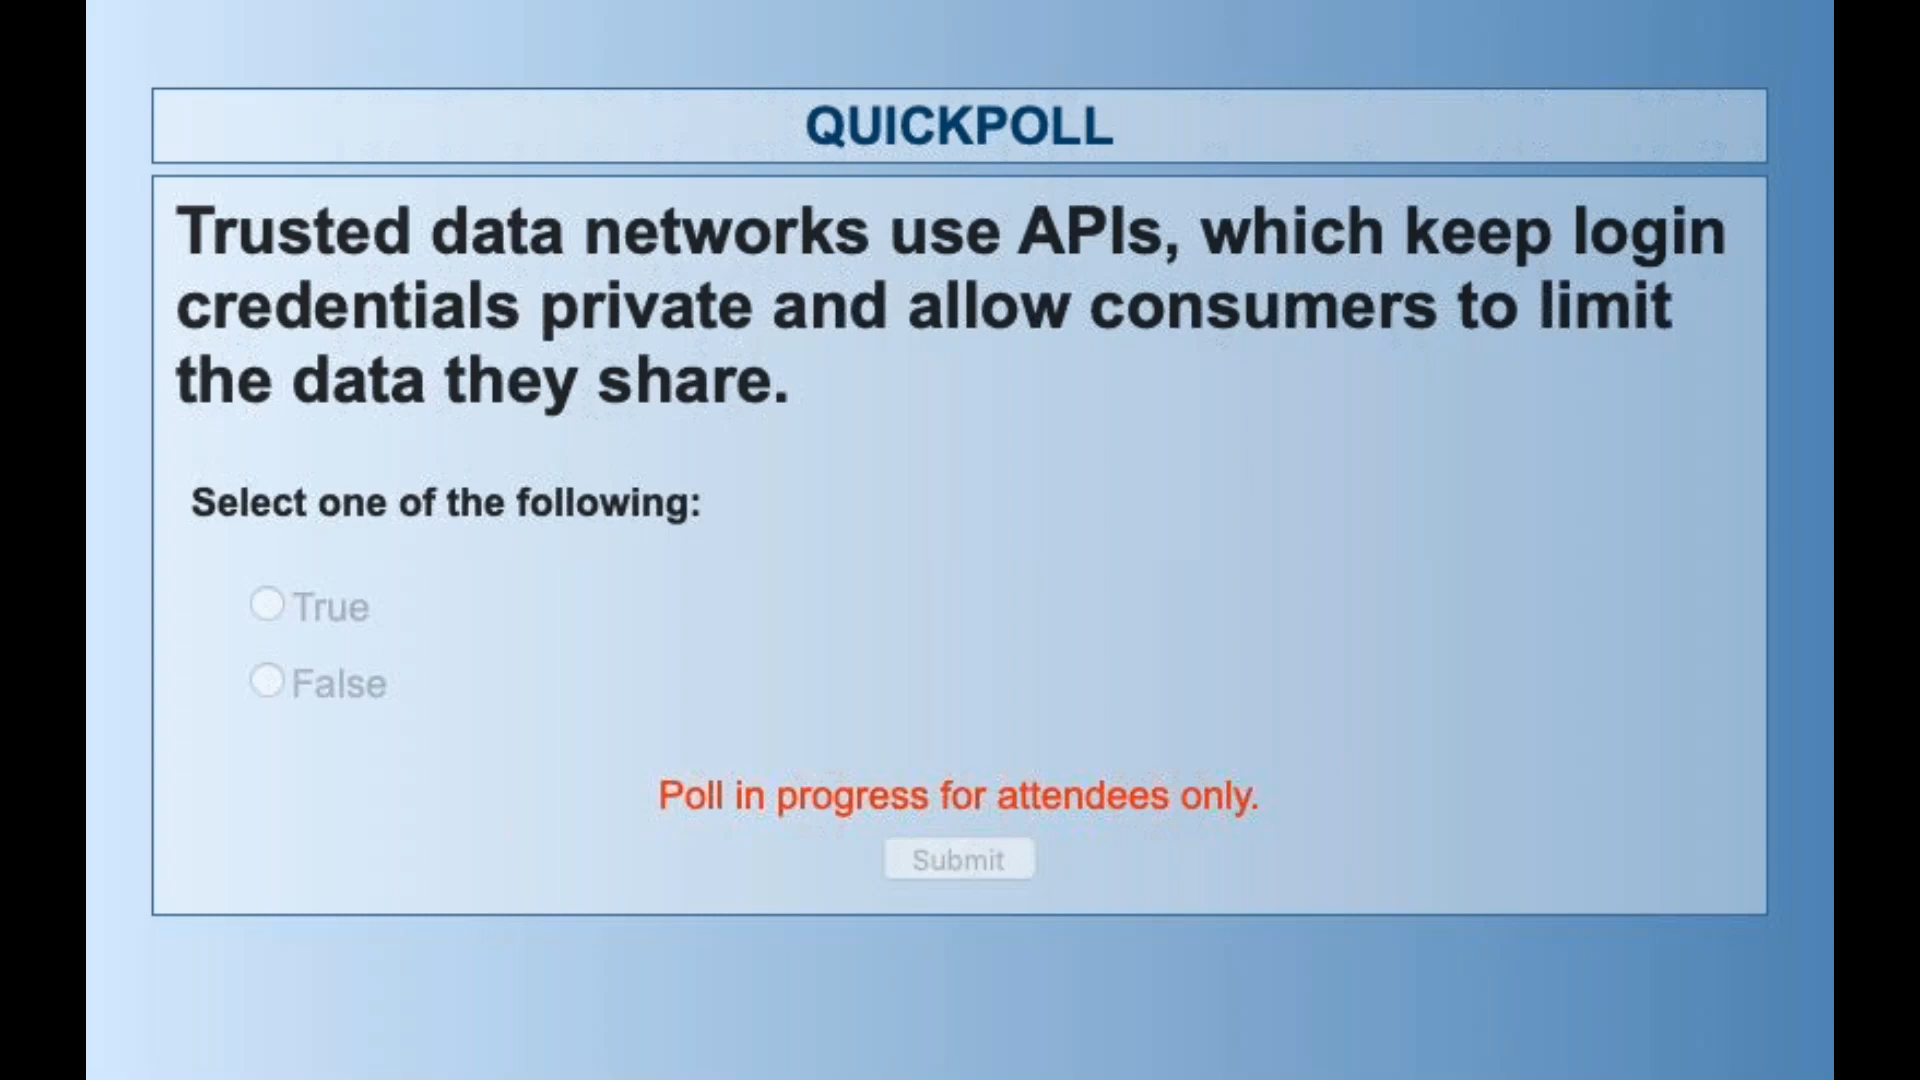 QUICKPOLL
Trusted data networks use APIs, which keep login
credentials private and allow consumers to limit
the data they share.
Select one of the following:
True
False
Poll in progress for attendees only.
Submit